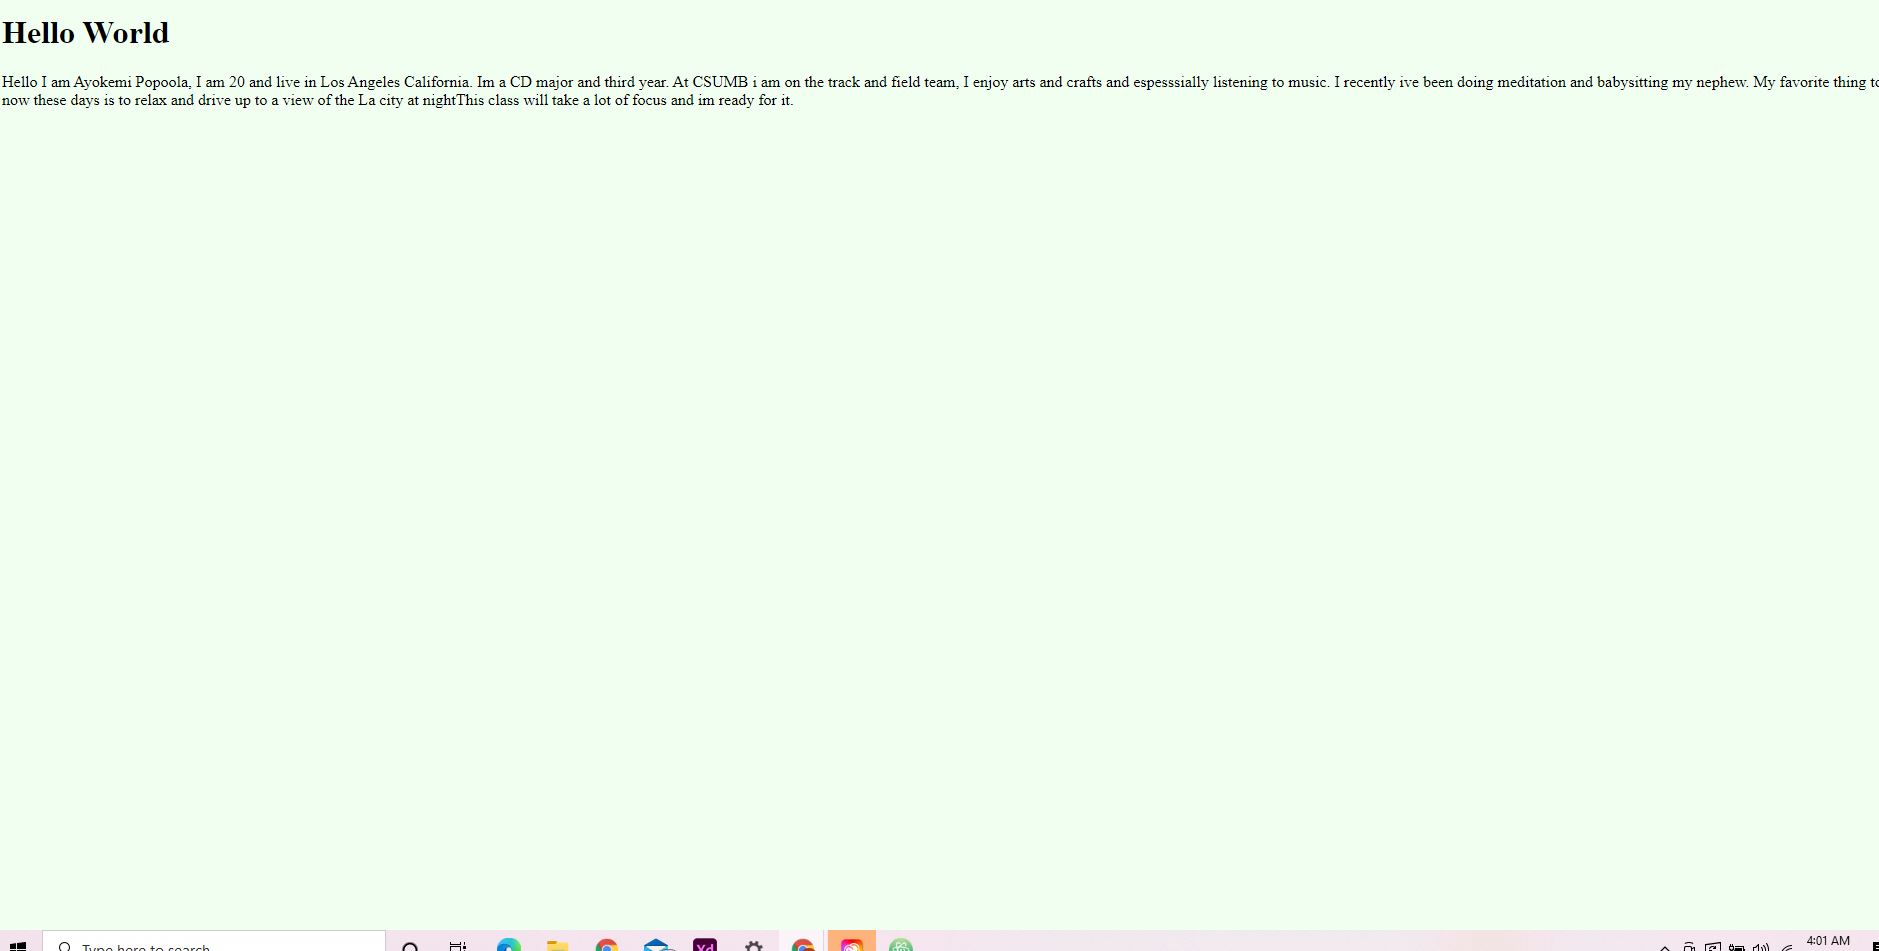 Hello World
Hello I am Ayokemi Popoola, I am 20 and live in Los Angeles California. Im a CD major and third year. At CSUMB i am on the track and field team, I enjoy arts and crafts and espesssially listening to music. I recently ive been doing meditation and babysitting my nephew. My favorite thing
now these days is to relax and drive up to a view of the La city at nightThis class will take a lot of focus and im ready for it.
Type here to search
Xd
4:01 AM